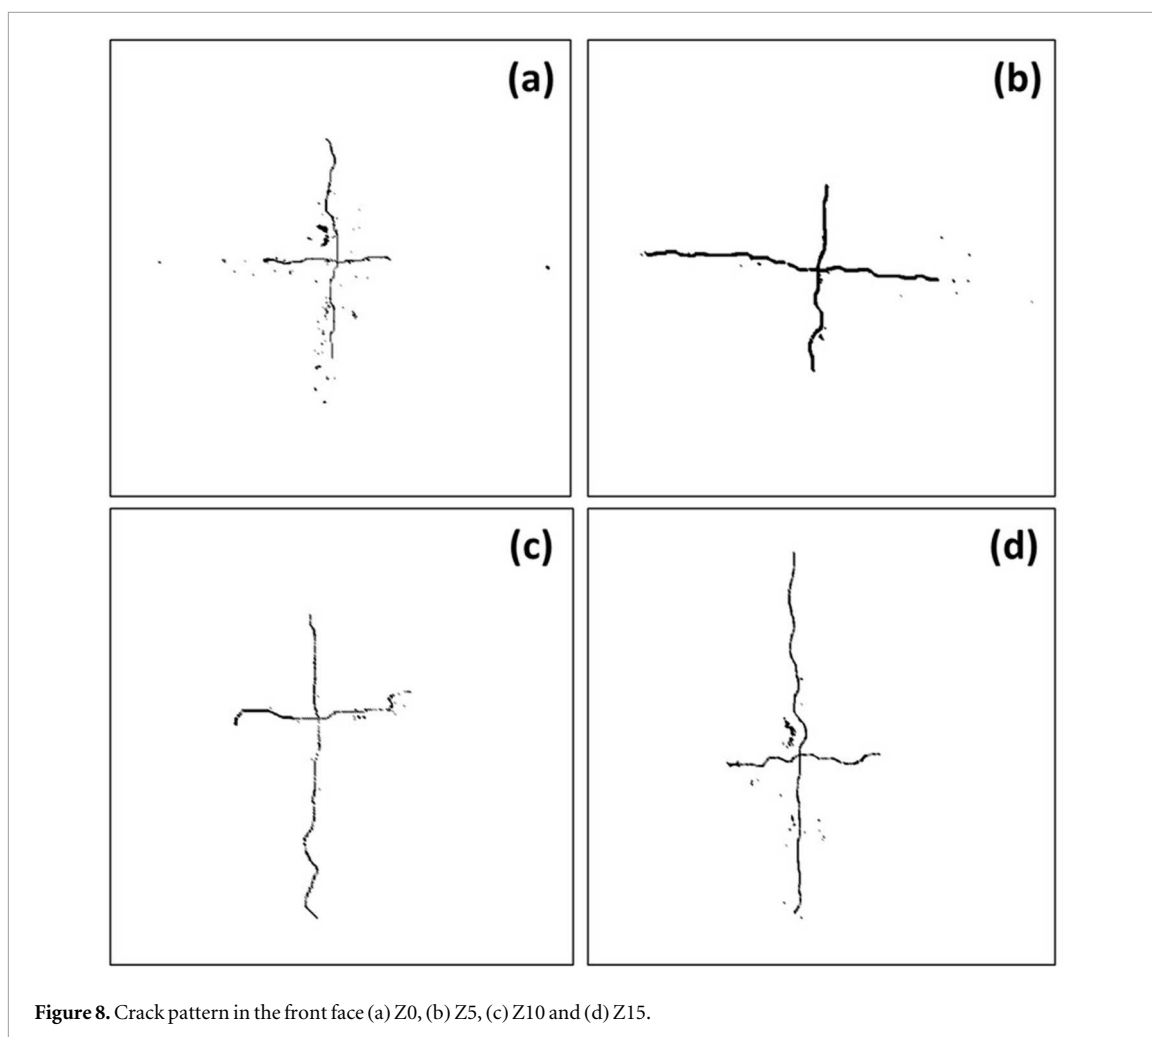 (a)
(b)
(c)
(d)
Figure 8. Crack pattern in the front face (a) Z0, (b) Z5, (c) Z10 and (d) Z15.